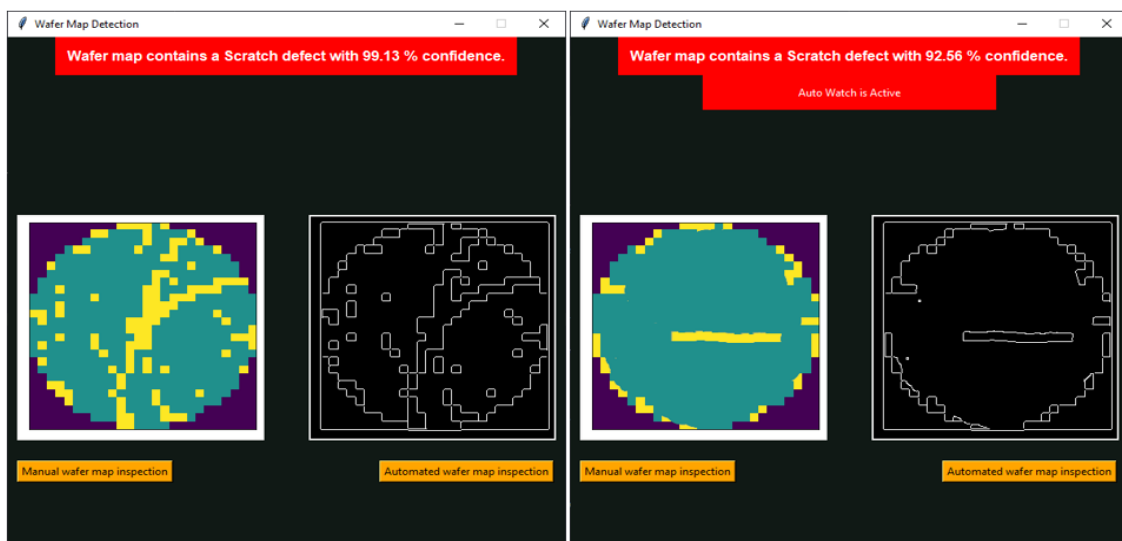 Wafer Map Detection
Wafer map contains a Scratch defect with 99.13 % confidence.
Manual wafer map inspection
Automated wafer map inspection
Wafer Map Detection
Wafer map contains a Scratch defect with 92.56 % confidence.
Auto Watch is Active
Manual wafer map inspection
Automated wafer map inspection